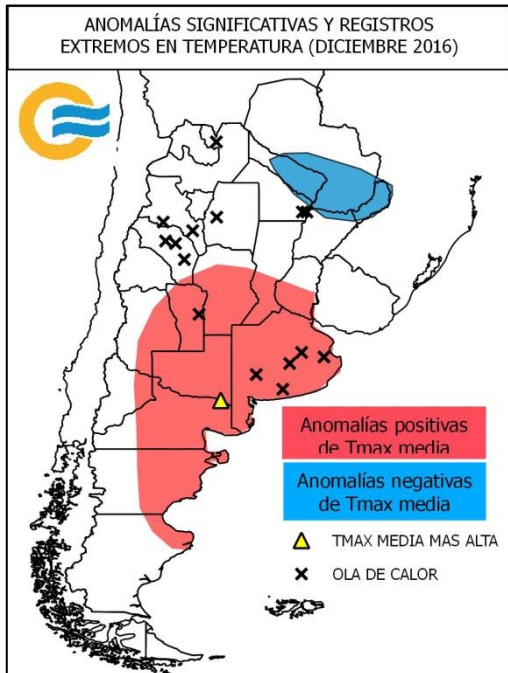 ANOMALÍAS SIGNIFICATIVAS Y REGISTROS
EXTREMOS EN TEMPERATURA (DICIEMBRE 2016)
Anomalías positivas
de Tmax media
Anomalías negativas
de Tmax media
TMAX MEDIA MAS ALTA
OLA DE CALOR